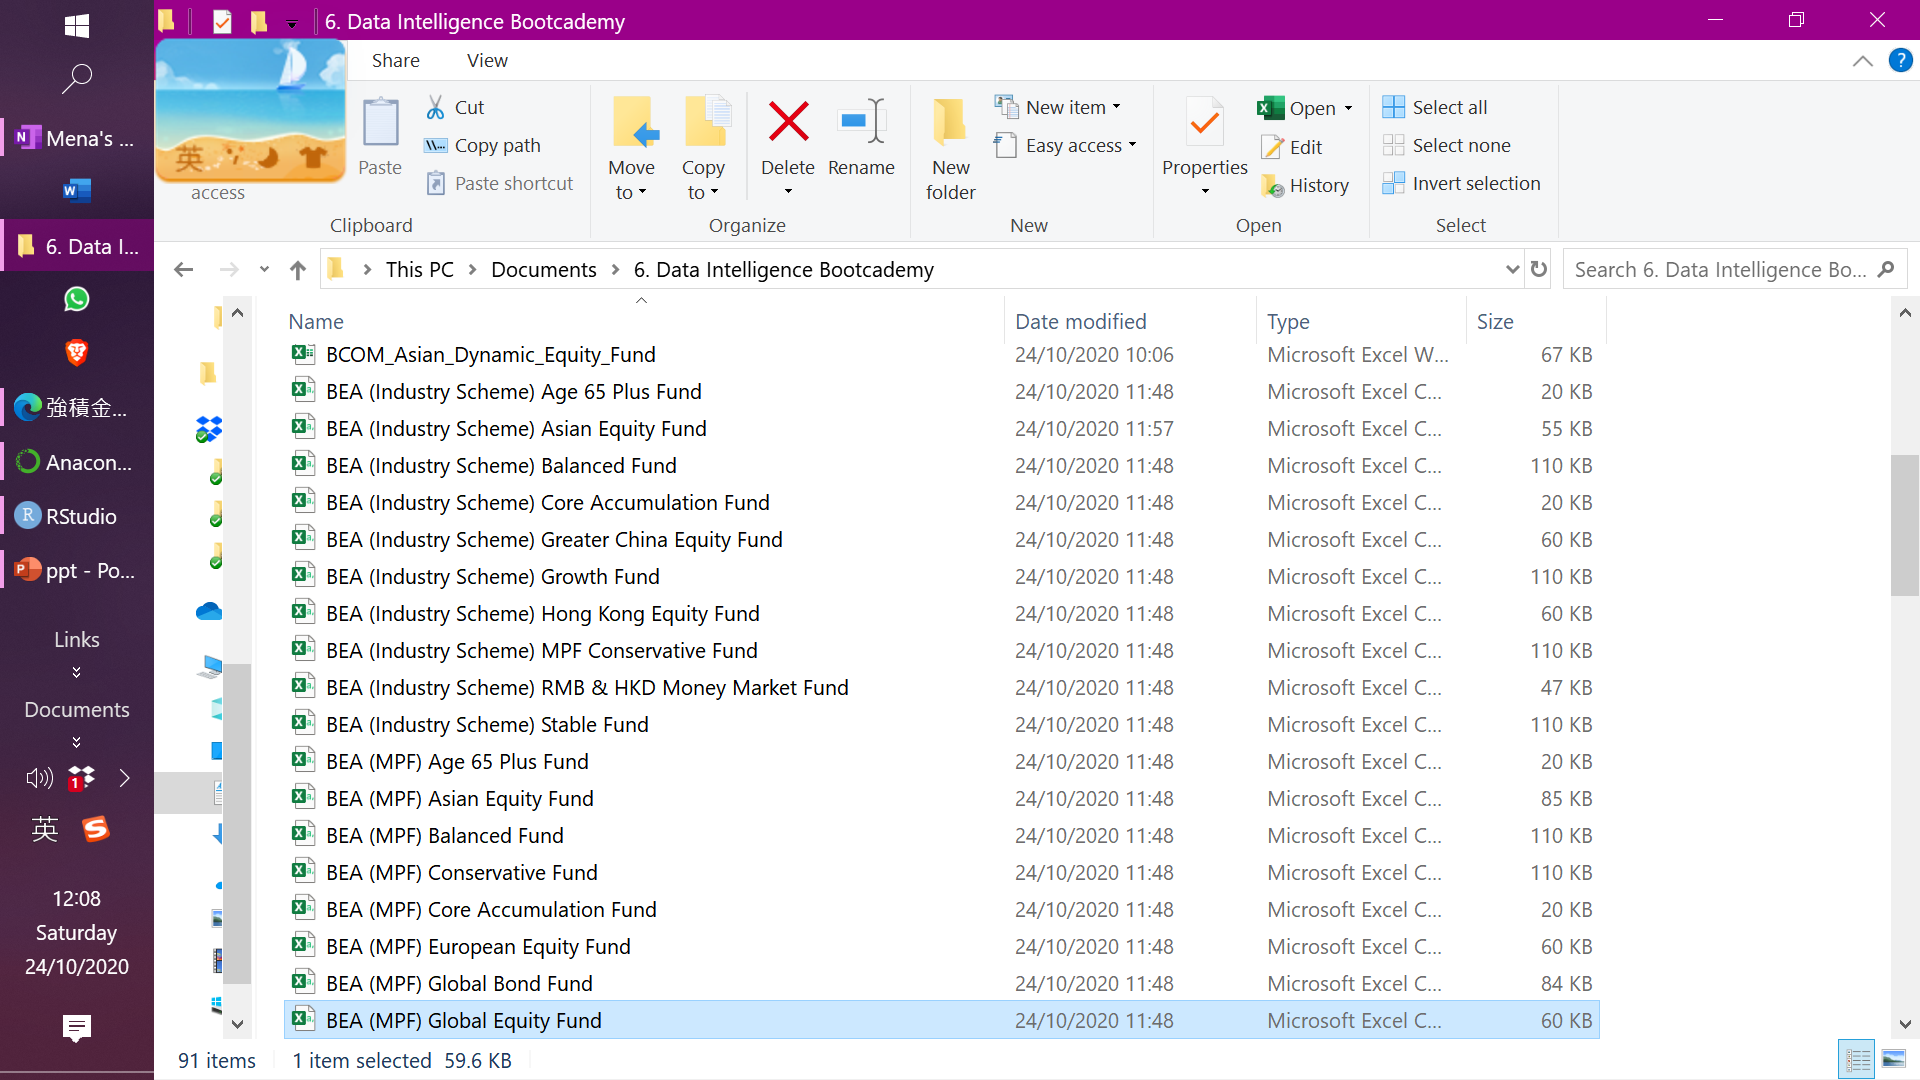 6. Data Intelligence Bootcademy
Share
View
access
英
Paste
Cut
Copy path
Paste shortcut
Clipboard
Move to
Copy to
Delete
Rename
Organize
New folder
New item
Easy access
New
Properties
Open
Edit
History
Open
Select all
Select none
Invert selection
Select
This PC
Documents
6. Data Intelligence Bootcademy
Search 6. Data Intelligence Bo...
Name Date modified Type Size
BCOM_Asian_Dynamic_Equity_Fund 24/10/2020 10:06 Microsoft Excel W... 67 KB
BEA (Industry Scheme) Age 65 Plus Fund 24/10/2020 11:48 Microsoft Excel C... 20 KB
BEA (Industry Scheme) Asian Equity Fund 24/10/2020 11:57 Microsoft Excel C... 55 KB
BEA (Industry Scheme) Balanced Fund 24/10/2020 11:48 Microsoft Excel C... 110 KB
BEA (Industry Scheme) Core Accumulation Fund 24/10/2020 11:48 Microsoft Excel C... 20 KB
BEA (Industry Scheme) Greater China Equity Fund 24/10/2020 11:48 Microsoft Excel C... 60 KB
BEA (Industry Scheme) Growth Fund 24/10/2020 11:48 Microsoft Excel C... 110 KB
BEA (Industry Scheme) Hong Kong Equity Fund 24/10/2020 11:48 Microsoft Excel C... 60 KB
BEA (Industry Scheme) MPF Conservative Fund 24/10/2020 11:48 Microsoft Excel C... 110 KB
BEA (Industry Scheme) RMB & HKD Money Market Fund 24/10/2020 11:48 Microsoft Excel C... 47 KB
BEA (Industry Scheme) Stable Fund 24/10/2020 11:48 Microsoft Excel C... 110 KB
BEA (MPF) Age 65 Plus Fund 24/10/2020 11:48 Microsoft Excel C... 20 KB
BEA (MPF) Asian Equity Fund 24/10/2020 11:48 Microsoft Excel C... 85 KB
BEA (MPF) Balanced Fund 24/10/2020 11:48 Microsoft Excel C... 110 KB
BEA (MPF) Conservative Fund 24/10/2020 11:48 Microsoft Excel C... 110 KB
BEA (MPF) Core Accumulation Fund 24/10/2020 11:48 Microsoft Excel C... 20 KB
BEA (MPF) European Equity Fund 24/10/2020 11:48 Microsoft Excel C... 60 KB
BEA (MPF) Global Bond Fund 24/10/2020 11:48 Microsoft Excel C... 84 KB
BEA (MPF) Global Equity Fund 24/10/2020 11:48 Microsoft Excel C... 60 KB
91 items 1 item selected 59.6 KB
Mena's ...
6. Data I...
強積金...
Anacon...
RStudio
ppt - Po...
Links
Documents
1
英
12:08
Saturday
24/10/2020